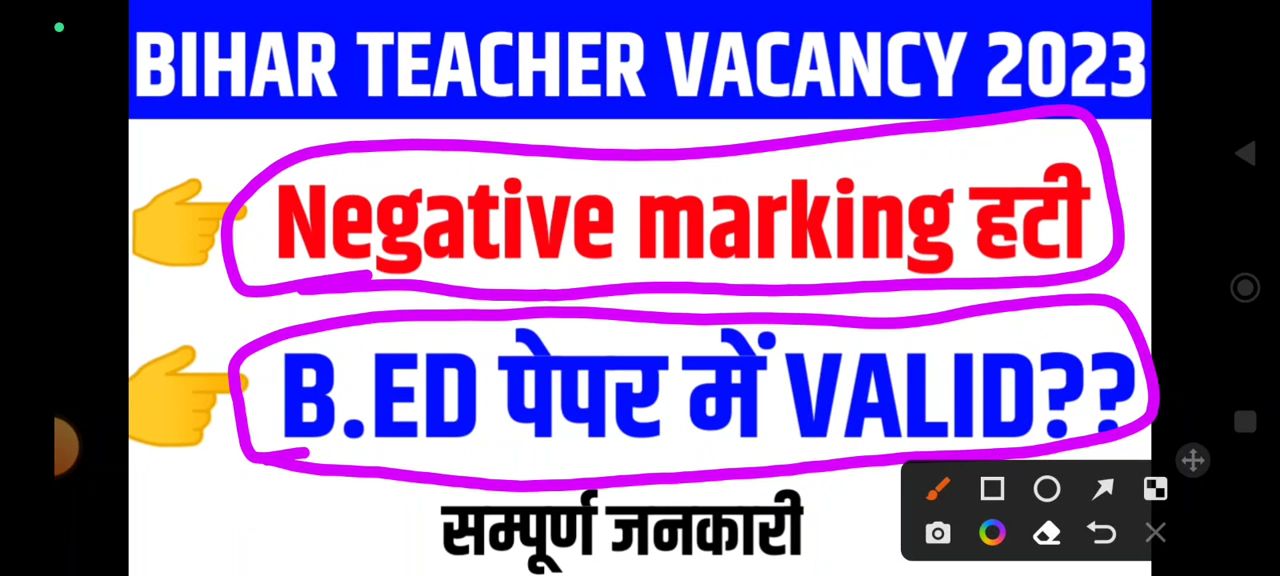 BIHAR TEACHER VACANCY 2023
👉 Negative marking हटी
👉 B.ED पेपर में VALID??
सम्पूर्ण जनकारी